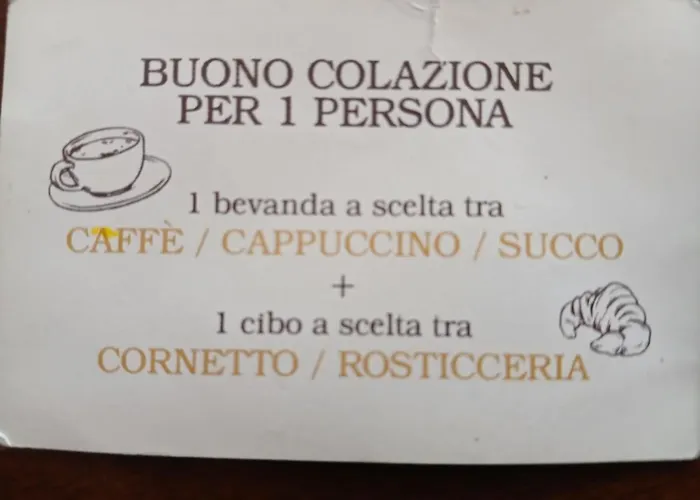 BUONO COLAZIONE
PER 1 PERSONA
1 bevanda a scelta tra
CAFFÈ / CAPPUCCINO / SUCCO
+
1 cibo a scelta tra
CORNETTO / ROSTICCERIA